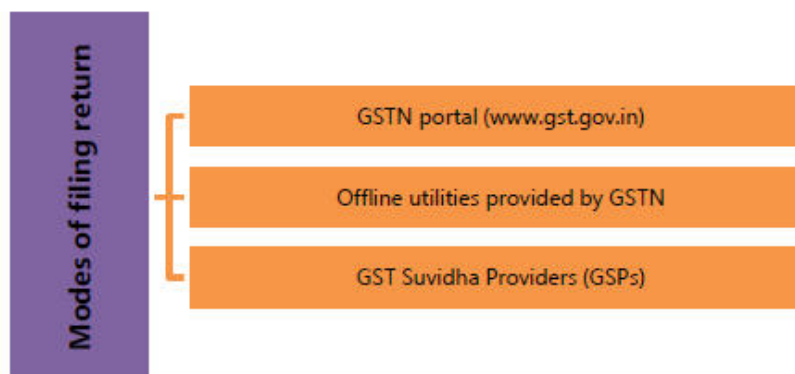 Modes of filing return
GSTN portal (www.gst.gov.in)
Offline utilities provided by GSTN
GST Suvidha Providers (GSPs)